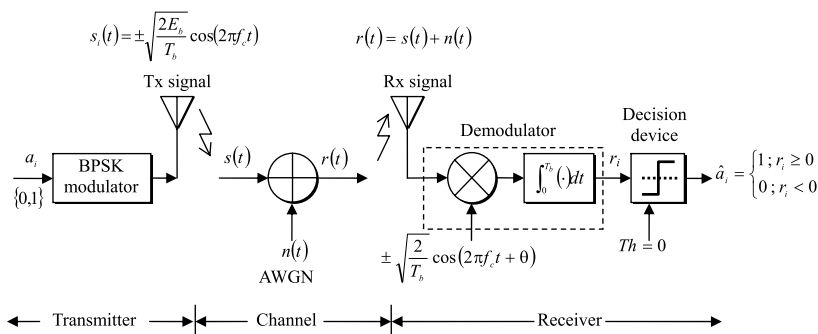 s_i(t) = ±√(2E_b/T_b) cos(2πf_c t)
r(t) = s(t) + n(t)
Tx signal
Rx signal
Demodulator
Decision
device
a_i
{0,1}
BPSK
modulator
s(t)
r(t)
∫_0^{T_b} (·)dt
r_i
â_i = {1; r_i ≥ 0
0; r_i < 0
n(t)
AWGN
±√(2/T_b) cos(2πf_c t + θ)
Th = 0
Transmitter
Channel
Receiver